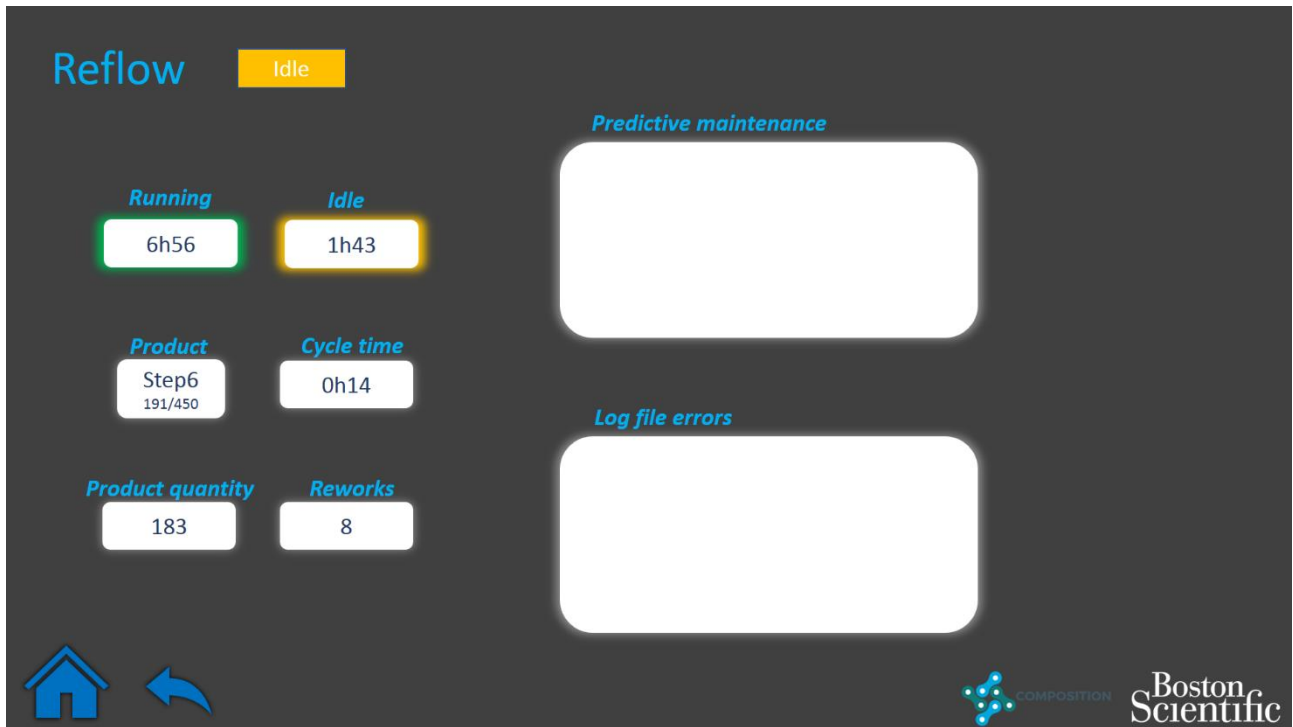 Reflow
Idle
Predictive maintenance
Running
Idle
6h56
1h43
Product
Cycle time
Step6
191/450
0h14
Log file errors
Product quantity
Reworks
183
8
COMPOSITION
Boston
Scientific